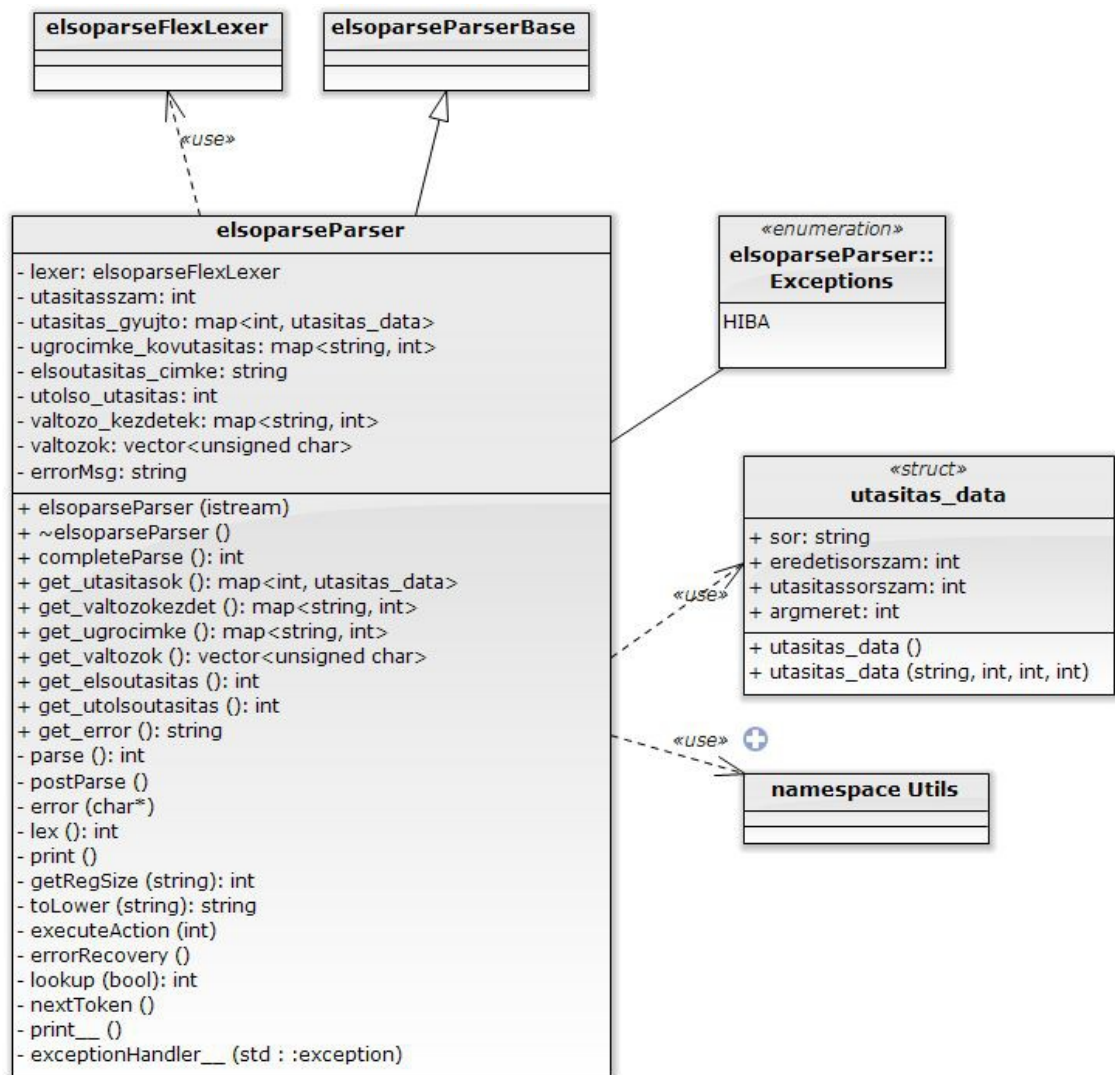 elsoparseFlexLexer
elsoparseParserBase
«use»
elsoparseParser
- lexer: elsoparseFlexLexer
- utasitasszam: int
- utasitas_gyujto: map<int, utasitas_data>
- ugrocimke_kovutasitas: map<string, int>
- elsoutasitas_cimke: string
- utolso_utasitas: int
- valtozo_kezdetek: map<string, int>
- valtozok: vector<unsigned char>
- errorMsg: string
+ elsoparseParser (istream)
+ ~elsoparseParser ()
+ completeParse (): int
+ get_utasitasok (): map<int, utasitas_data>
+ get_valtozokezdet (): map<string, int>
+ get_ugrocimke (): map<string, int>
+ get_valtozok (): vector<unsigned char>
+ get_elsoutasitas (): int
+ get_utolsoutasitas (): int
+ get_error (): string
- parse (): int
- postParse ()
- error (char*)
- lex (): int
- print ()
- getRegSize (string): int
- toLower (string): string
- executeAction (int)
- errorRecovery ()
- lookup (bool): int
- nextToken ()
- print__ ()
- exceptionHandler__ (std : :exception)
«enumeration»
elsoparseParser::
Exceptions
HIBA
«struct»
utasitas_data
+ sor: string
+ eredetisorszam: int
+ utasitassorszam: int
+ argmeret: int
+ utasitas_data ()
+ utasitas_data (string, int, int, int)
«use»
«use»
namespace Utils